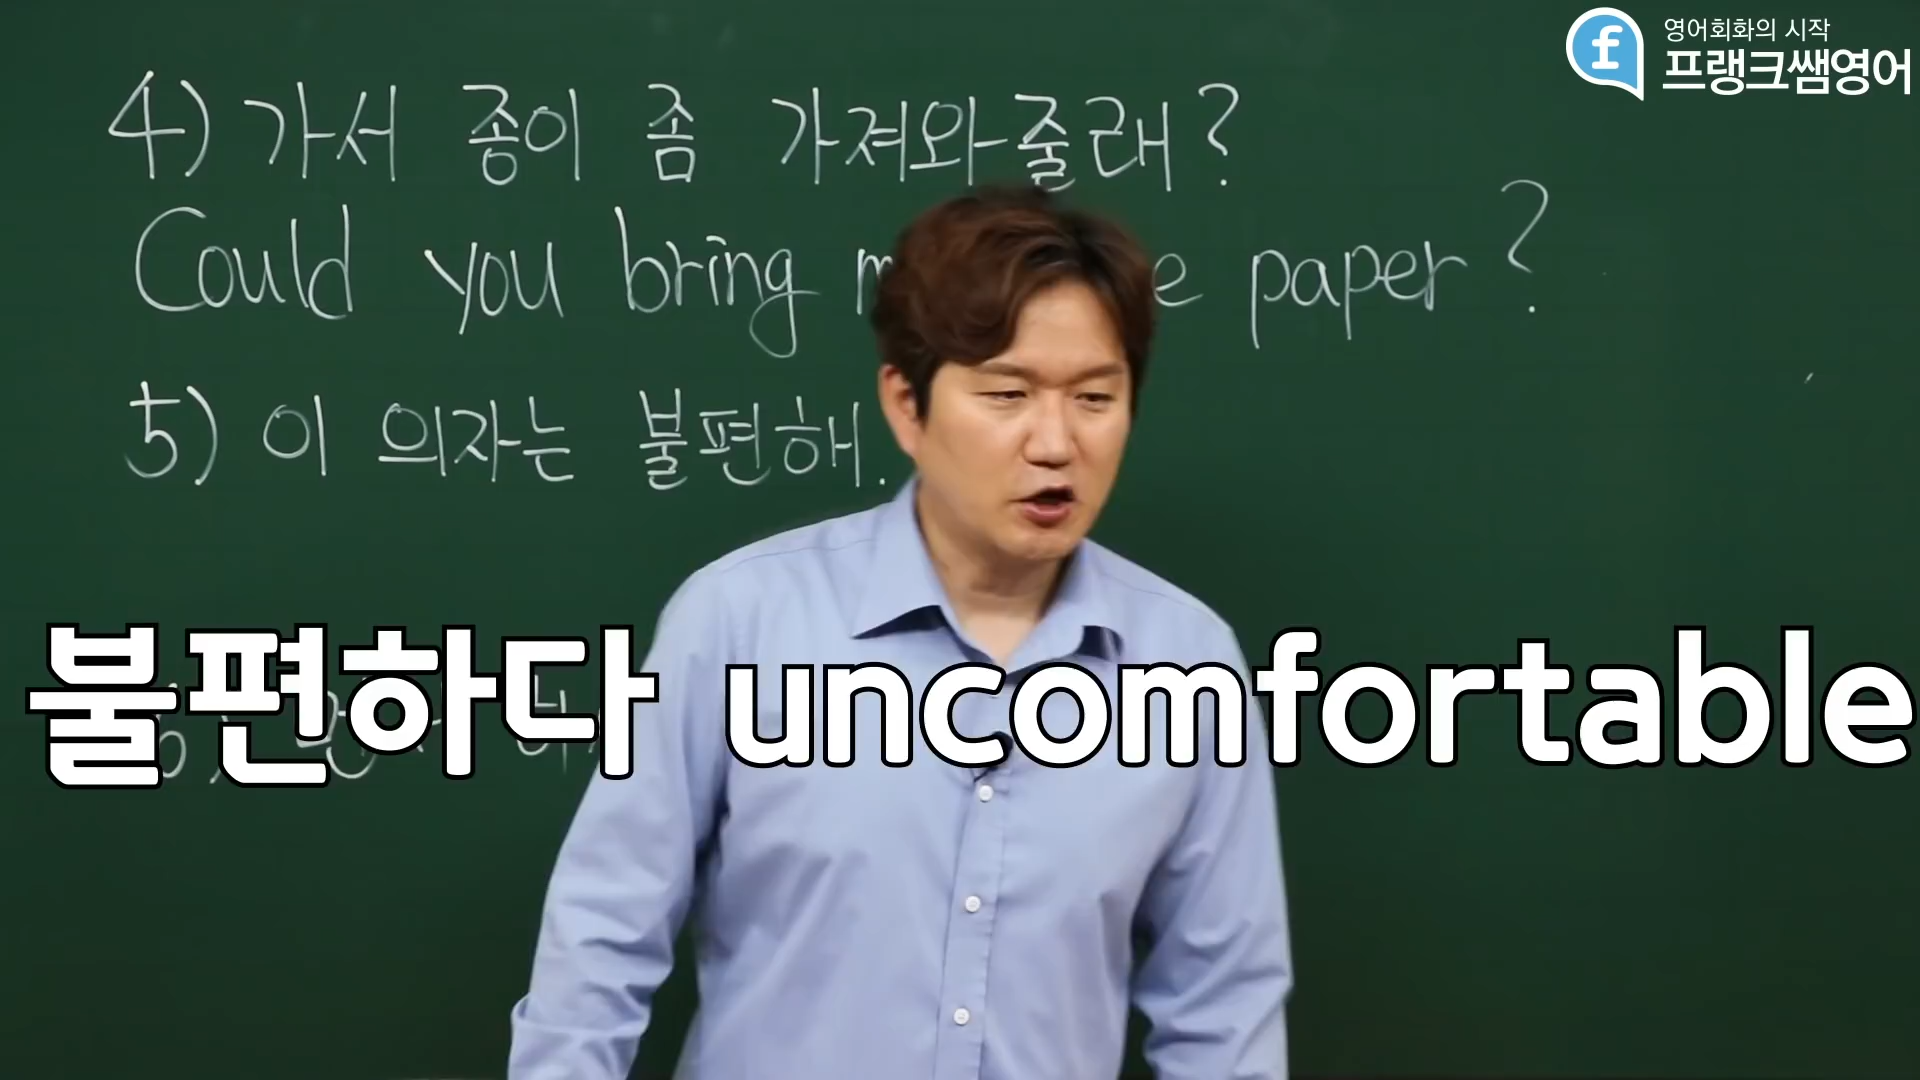 영어회화의 시작
프랭크쌤영어
4) 가서 종이 좀 가져와줄래?
Could you bring paper?
5) 이 의자는 불편해.
불편하다 uncomfortable